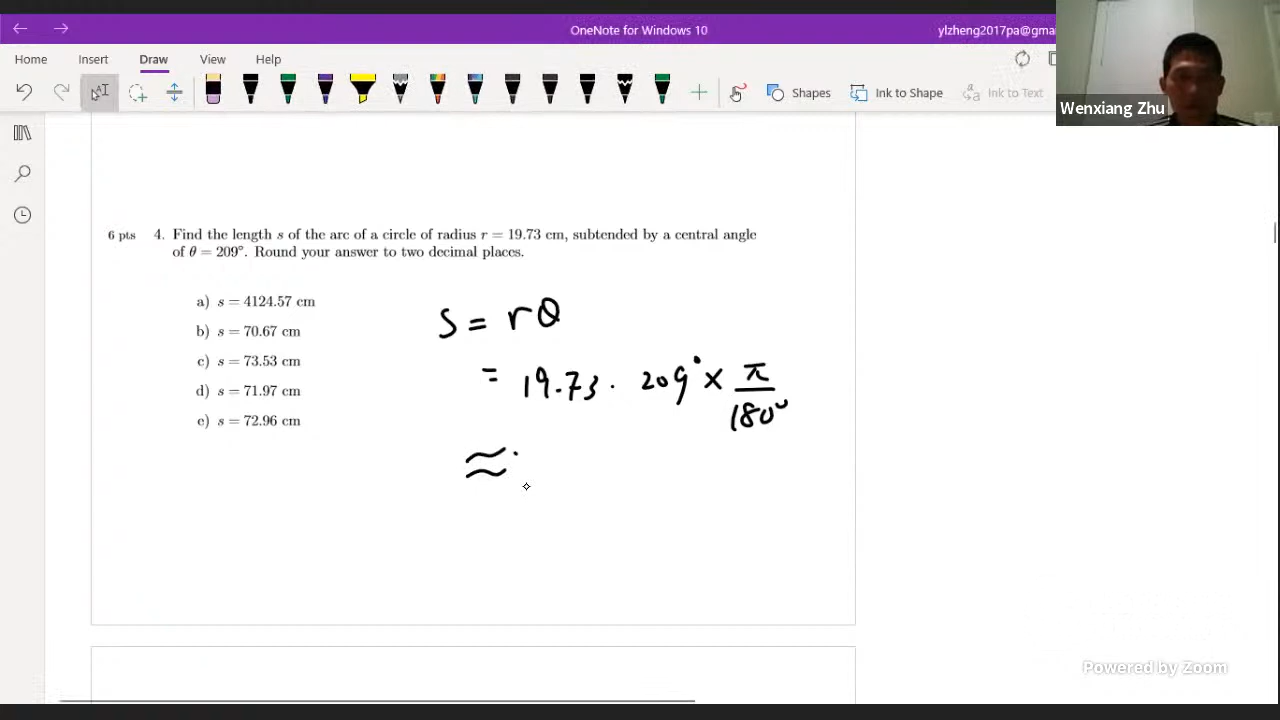 OneNote for Windows 10
ylzheng2017pa@gma
Home Insert Draw View Help
Shapes Ink to Shape Ink to Text
Wenxiang Zhu
6 pts 4. Find the length s of the arc of a circle of radius r = 19.73 cm, subtended by a central angle
of θ = 209°. Round your answer to two decimal places.
a) s = 4124.57 cm
b) s = 70.67 cm
c) s = 73.53 cm
d) s = 71.97 cm
e) s = 72.96 cm
S = rθ
= 19.73 · 209° × π/180°
≈
Powered by Zoom